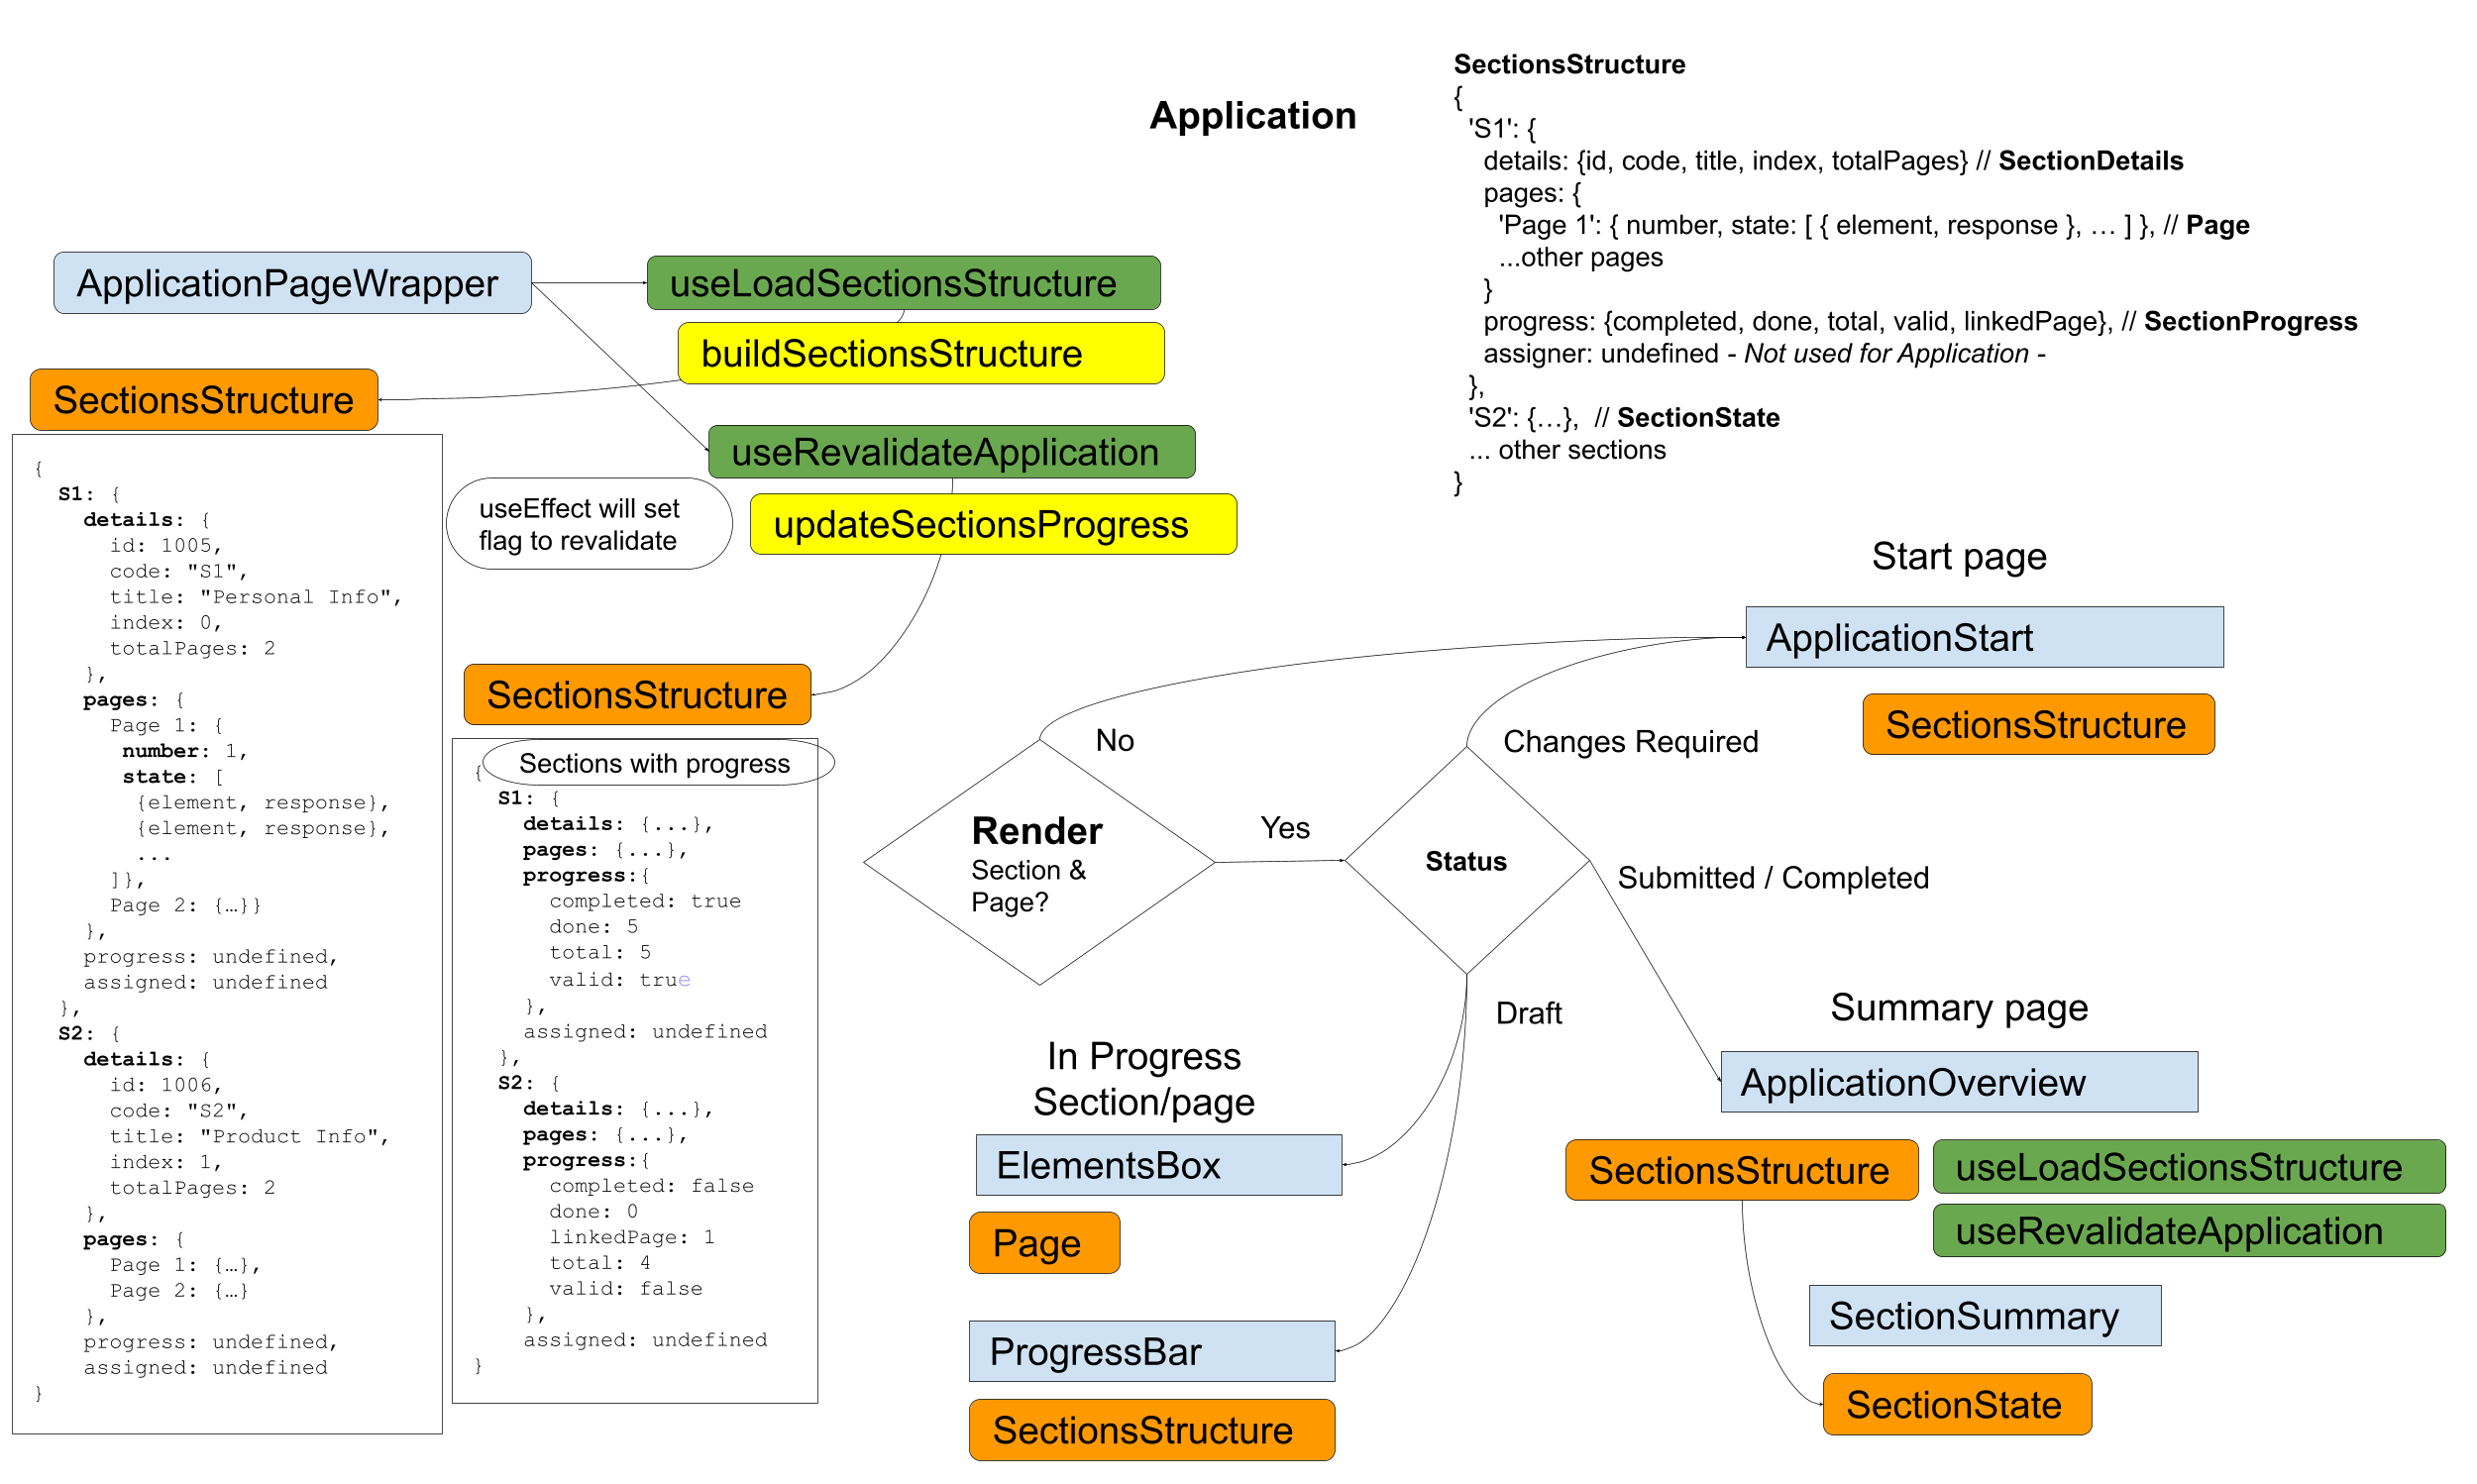 Application
SectionsStructure
{
'S1': {
details: {id, code, title, index, totalPages} // SectionDetails
pages: {
'Page 1': { number, state: [ { element, response }, … ] }, // Page
...other pages
}
progress: {completed, done, total, valid, linkedPage}, // SectionProgress
assigner: undefined - Not used for Application -
},
'S2': {…},  // SectionState
... other sections
}
ApplicationPageWrapper
useLoadSectionsStructure
buildSectionsStructure
SectionsStructure
useRevalidateApplication
useEffect will set
flag to revalidate
updateSectionsProgress
{
S1: {
details: {
id: 1005,
code: "S1",
title: "Personal Info",
index: 0,
totalPages: 2
},
pages: {
Page 1: {
number: 1,
state: [
{element, response},
{element, response},
...
]},
Page 2: {…}}
},
progress: undefined,
assigned: undefined
},
S2: {
details: {
id: 1006,
code: "S2",
title: "Product Info",
index: 1,
totalPages: 2
},
pages: {
Page 1: {…},
Page 2: {…}
},
progress: undefined,
assigned: undefined
}
SectionsStructure
Sections with progress
{
S1: {
details: {...},
pages: {...},
progress:{
completed: true
done: 5
total: 5
valid: true
},
assigned: undefined
},
S2: {
details: {...},
pages: {...},
progress:{
completed: false
done: 0
linkedPage: 1
total: 4
valid: false
},
assigned: undefined
}
Start page
ApplicationStart
SectionsStructure
No
Changes Required
Render
Section &
Page?
Yes
Status
Submitted / Completed
Draft
In Progress
Section/page
ElementsBox
Page
ProgressBar
SectionsStructure
Summary page
ApplicationOverview
SectionsStructure
useLoadSectionsStructure
useRevalidateApplication
SectionSummary
SectionState